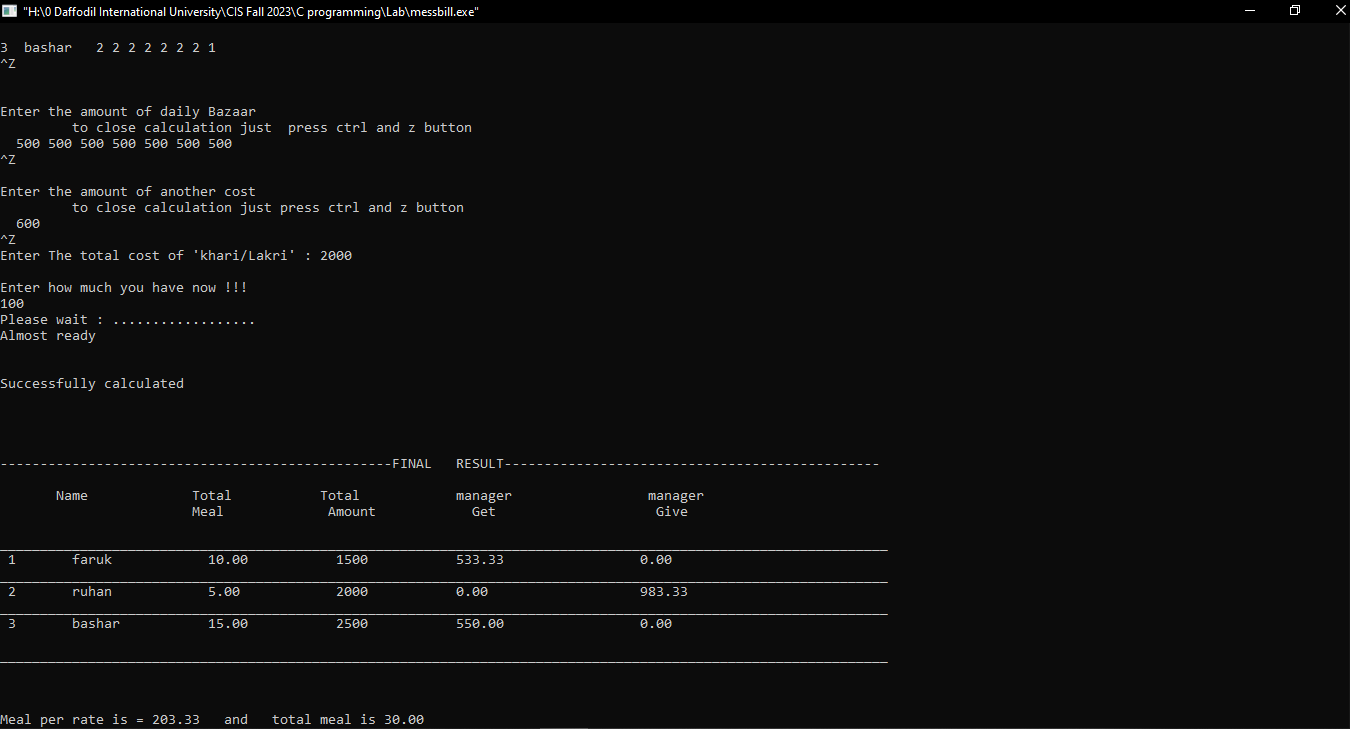 "H:\0 Daffodil International University\CIS Fall 2023\C programming\Lab\messbill.exe"
3  bashar   2 2 2 2 2 2 2 1
^Z
Enter the amount of daily Bazaar
         to close calculation just  press ctrl and z button
  500 500 500 500 500 500 500
^Z
Enter the amount of another cost
         to close calculation just press ctrl and z button
  600
^Z
Enter The total cost of 'khari/Lakri' : 2000
Enter how much you have now !!!
100
Please wait : ..................
Almost ready
Successfully calculated
-------------------------------------------------FINAL   RESULT-----------------------------------------------
       Name             Total           Total            manager                 manager
                        Meal             Amount            Get                    Give
 1       faruk            10.00           1500           533.33                 0.00
 2       ruhan            5.00            2000           0.00                   983.33
 3       bashar           15.00           2500           550.00                 0.00
Meal per rate is = 203.33   and   total meal is 30.00